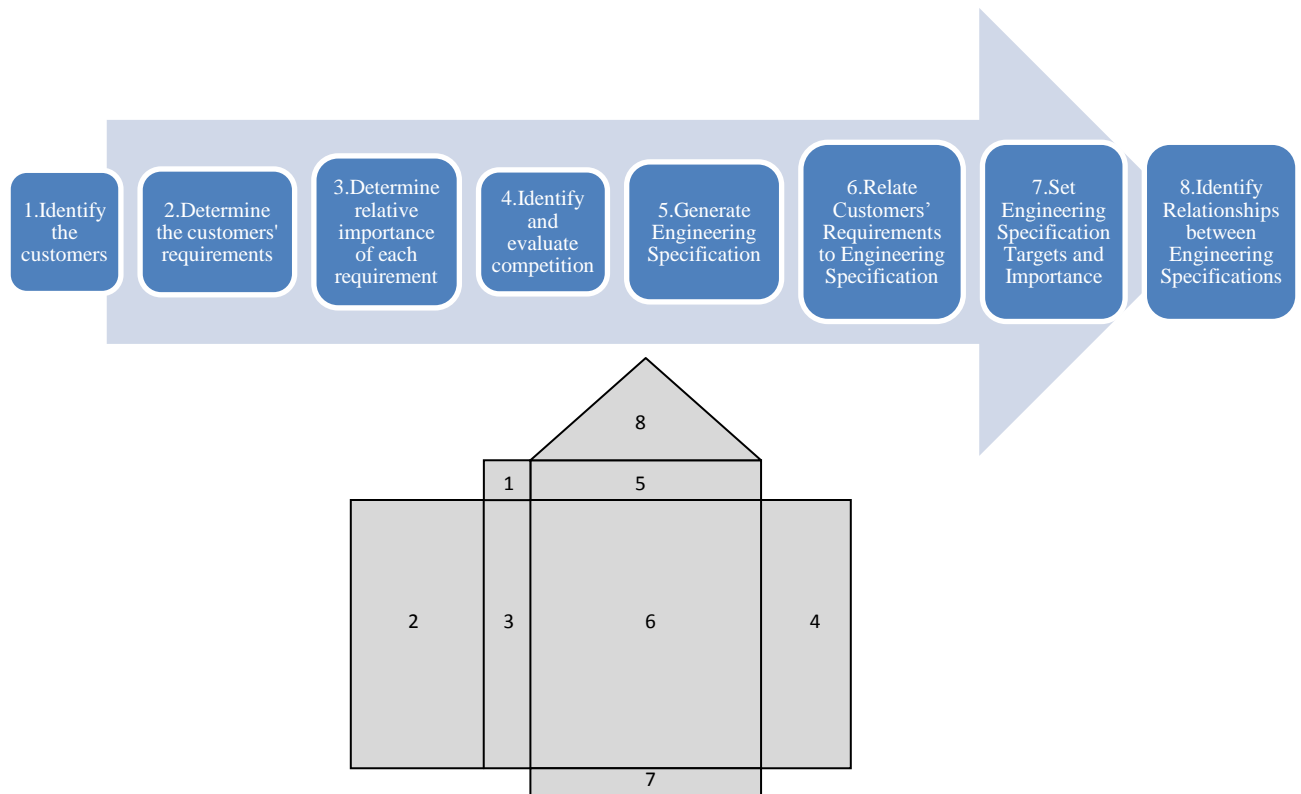 1.Identify
the
customers
2.Determine
the customers'
requirements
3.Determine
relative
importance
of each
requirement
4.Identify
and
evaluate
competition
5.Generate
Engineering
Specification
6.Relate
Customers’
Requirements
to Engineering
Specification
7.Set
Engineering
Specification
Targets and
Importance
8.Identify
Relationships
between
Engineering
Specifications
8
1
5
2
3
6
4
7